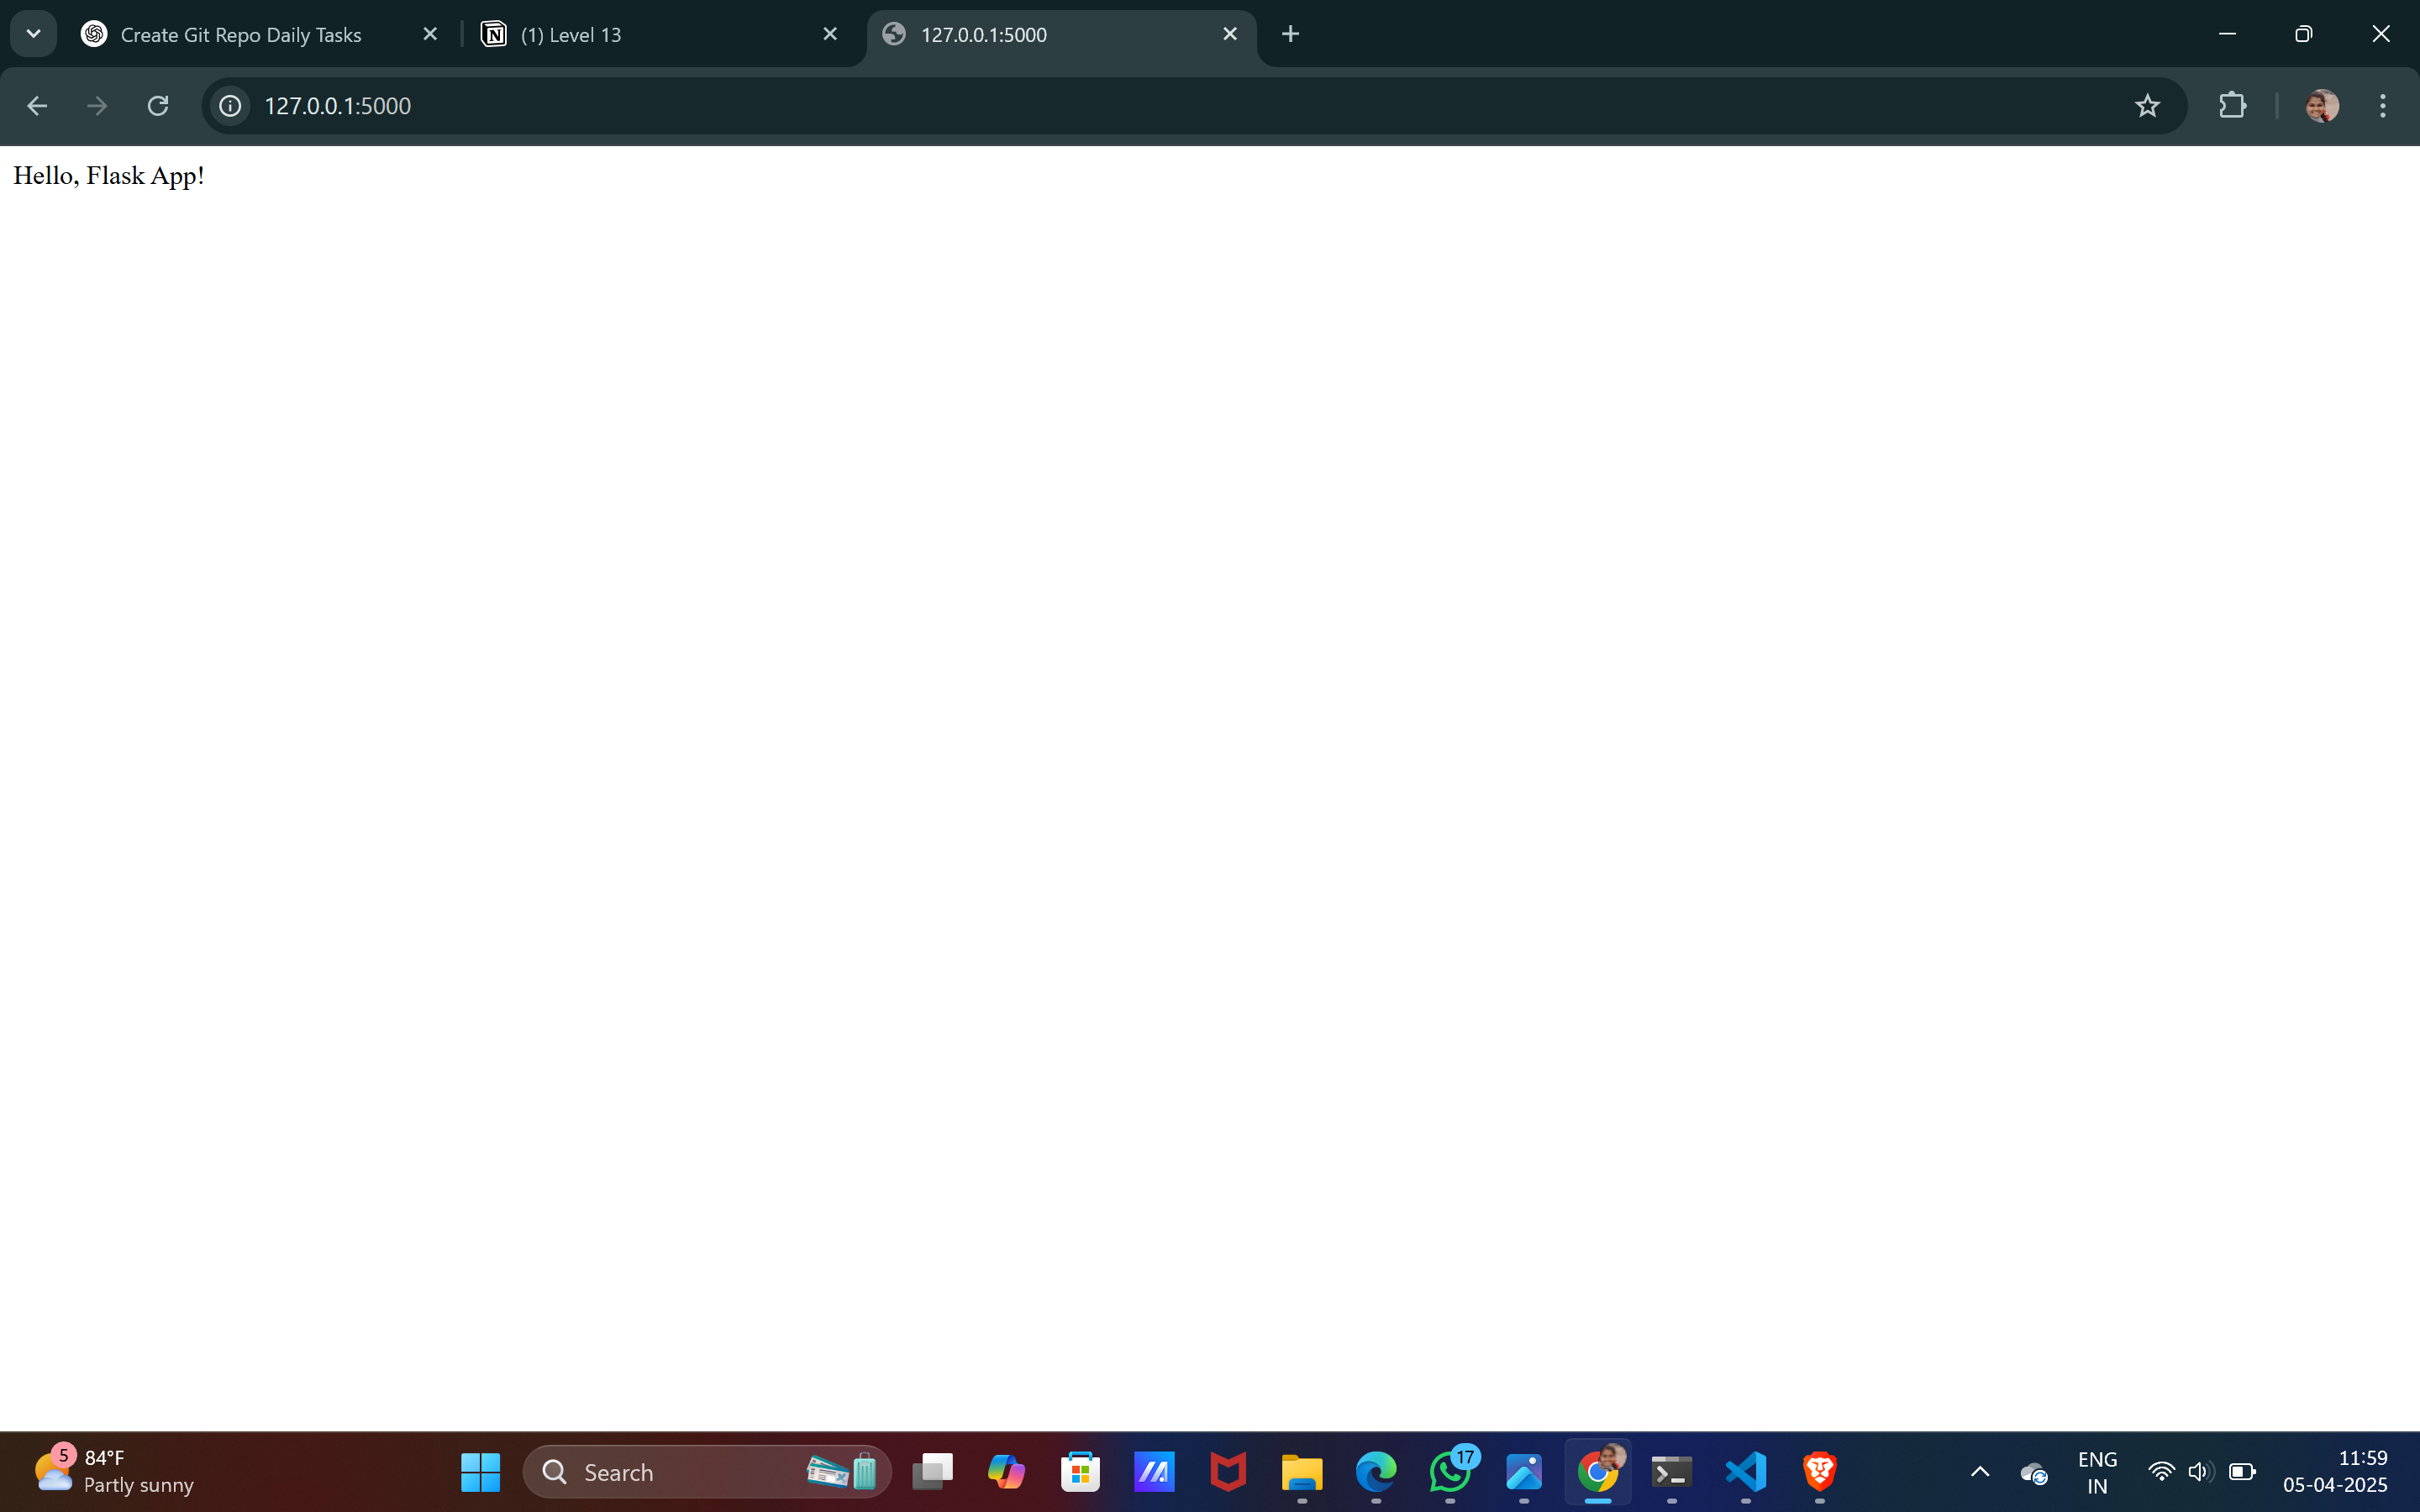 Create Git Repo Daily Tasks
(1) Level 13
127.0.0.1:5000
127.0.0.1:5000
Hello, Flask App!
5
84°F
Partly sunny
Search
17
ENG
IN
11:59
05-04-2025